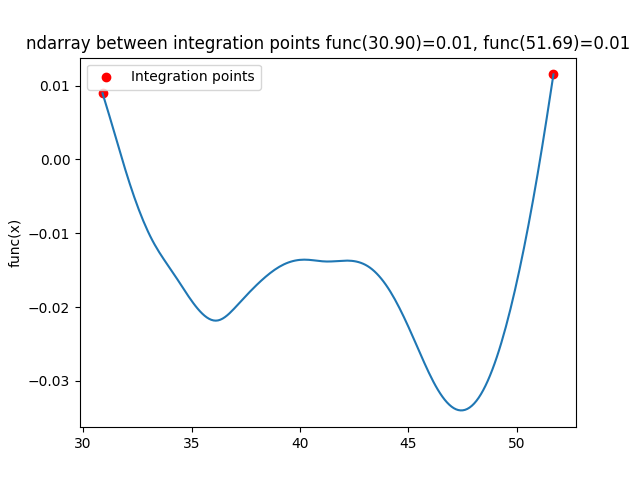 ndarray between integration points func(30.90)=0.01, func(51.69)=0.01
Integration points
func(x)
0.01
0.00
−0.01
−0.02
−0.03
30 35 40 45 50